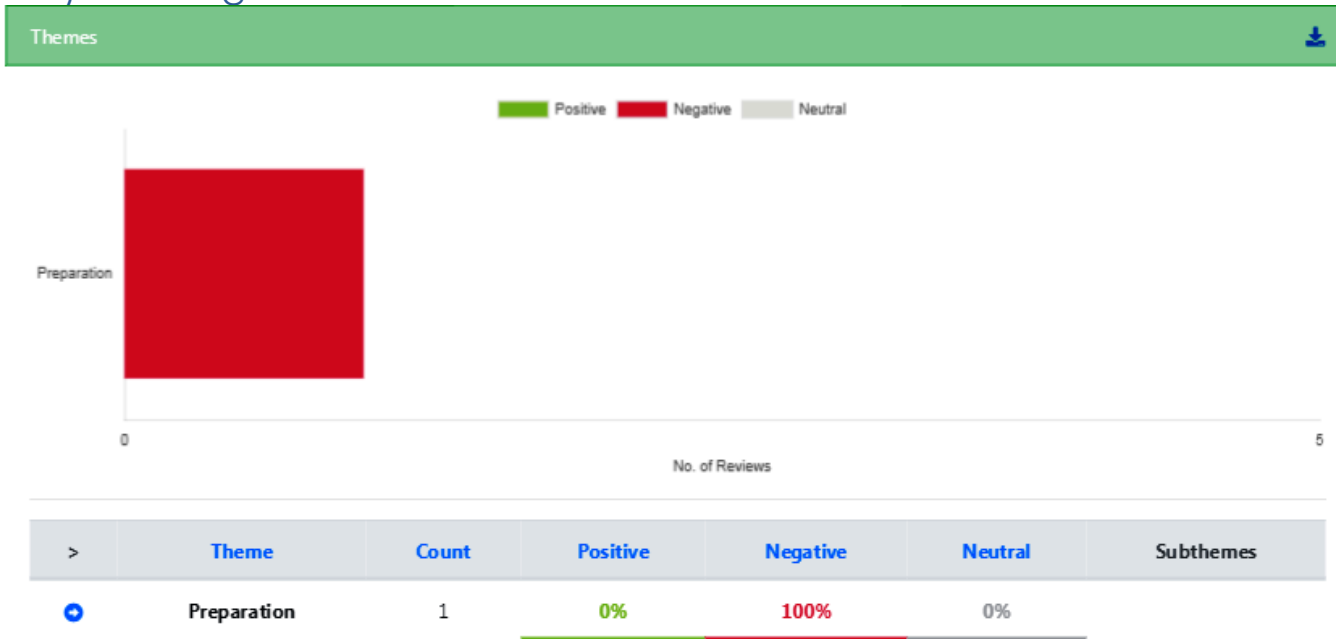 Themes
Positive Negative Neutral
Preparation
0 5
No. of Reviews
> Theme Count Positive Negative Neutral Subthemes
Preparation 1 0% 100% 0%